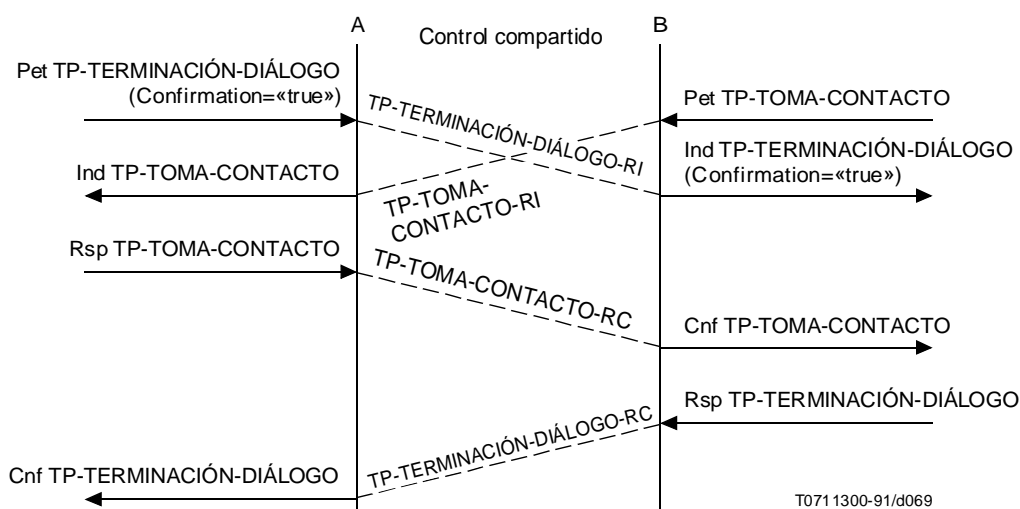 A
Control compartido
B
Pet TP-TERMINACIÓN-DIÁLOGO
(Confirmation=«true»)
TP-TERMINACIÓN-DIÁLOGO-RI
Pet TP-TOMA-CONTACTO
Ind TP-TOMA-CONTACTO
TP-TOMA-
CONTACTO-RI
Ind TP-TERMINACIÓN-DIÁLOGO
(Confirmation=«true»)
Rsp TP-TOMA-CONTACTO
TP-TOMA-CONTACTO-RC
Cnf TP-TOMA-CONTACTO
Rsp TP-TERMINACIÓN-DIÁLOGO
TP-TERMINACIÓN-DIÁLOGO-RC
Cnf TP-TERMINACIÓN-DIÁLOGO
A
B
T0711300-91/d069